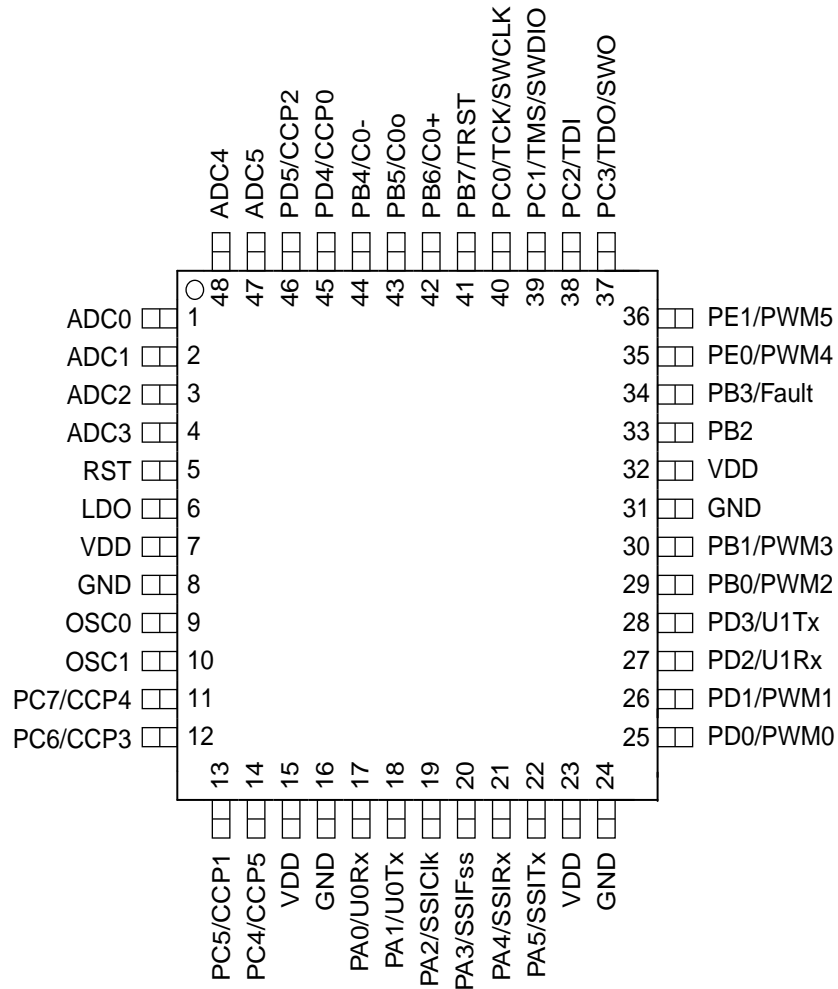 ADC4
ADC5
PD5/CCP2
PD4/CCP0
PB4/C0-
PB5/C0o
PB6/C0+
PB7/TRST
PC0/TCK/SWCLK
PC1/TMS/SWDIO
PC2/TDI
PC3/TDO/SWO
48
47
46
45
44
43
42
41
40
39
38
37
ADC0 1
ADC1 2
ADC2 3
ADC3 4
RST 5
LDO 6
VDD 7
GND 8
OSC0 9
OSC1 10
PC7/CCP4 11
PC6/CCP3 12
36 PE1/PWM5
35 PE0/PWM4
34 PB3/Fault
33 PB2
32 VDD
31 GND
30 PB1/PWM3
29 PB0/PWM2
28 PD3/U1Tx
27 PD2/U1Rx
26 PD1/PWM1
25 PD0/PWM0
13
14
15
16
17
18
19
20
21
22
23
24
PC5/CCP1
PC4/CCP5
VDD
GND
PA0/U0Rx
PA1/U0Tx
PA2/SSIClk
PA3/SSIFss
PA4/SSIRx
PA5/SSITx
VDD
GND